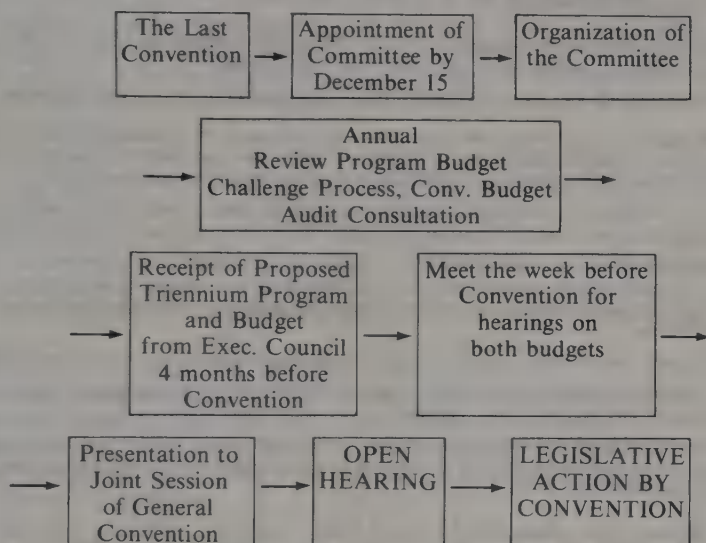 The Last
Convention
Appointment of
Committee by
December 15
Organization of
the Committee
Annual
Review Program Budget
Challenge Process, Conv. Budget
Audit Consultation
Receipt of Proposed
Triennium Program
and Budget
from Exec. Council
4 months before
Convention
Meet the week before
Convention for
hearings on
both budgets
Presentation to
Joint Session
of General
Convention
OPEN
HEARING
LEGISLATIVE
ACTION BY
CONVENTION